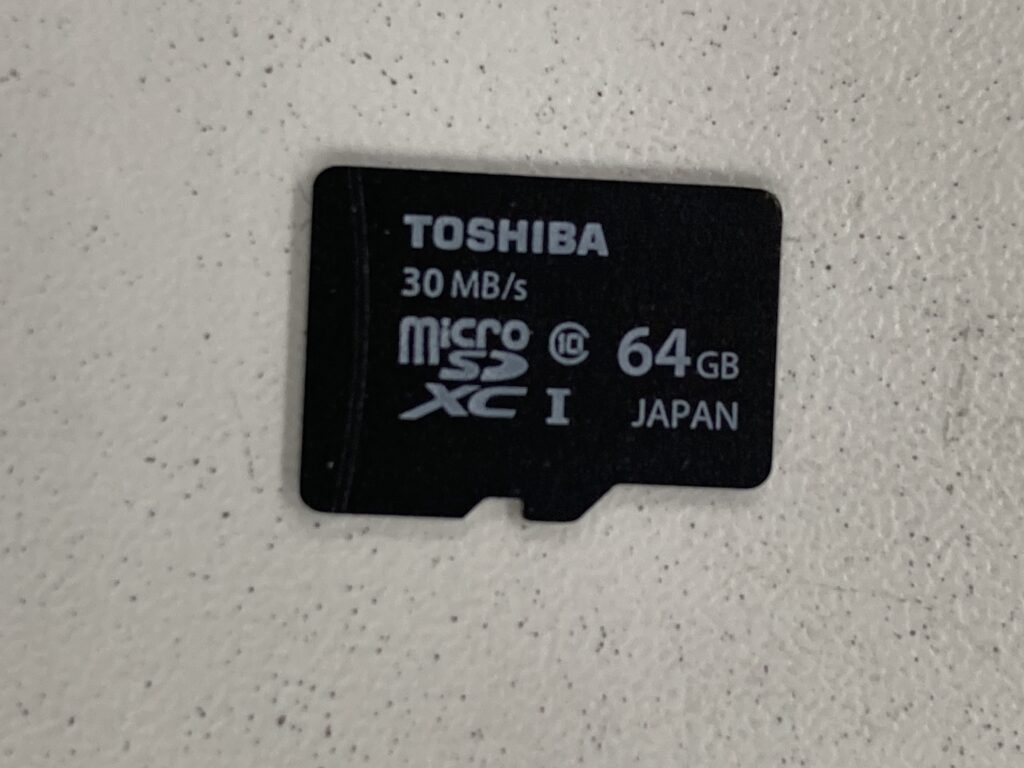 TOSHIBA
30 MB/s
micro SD XC I 10 64 GB
JAPAN